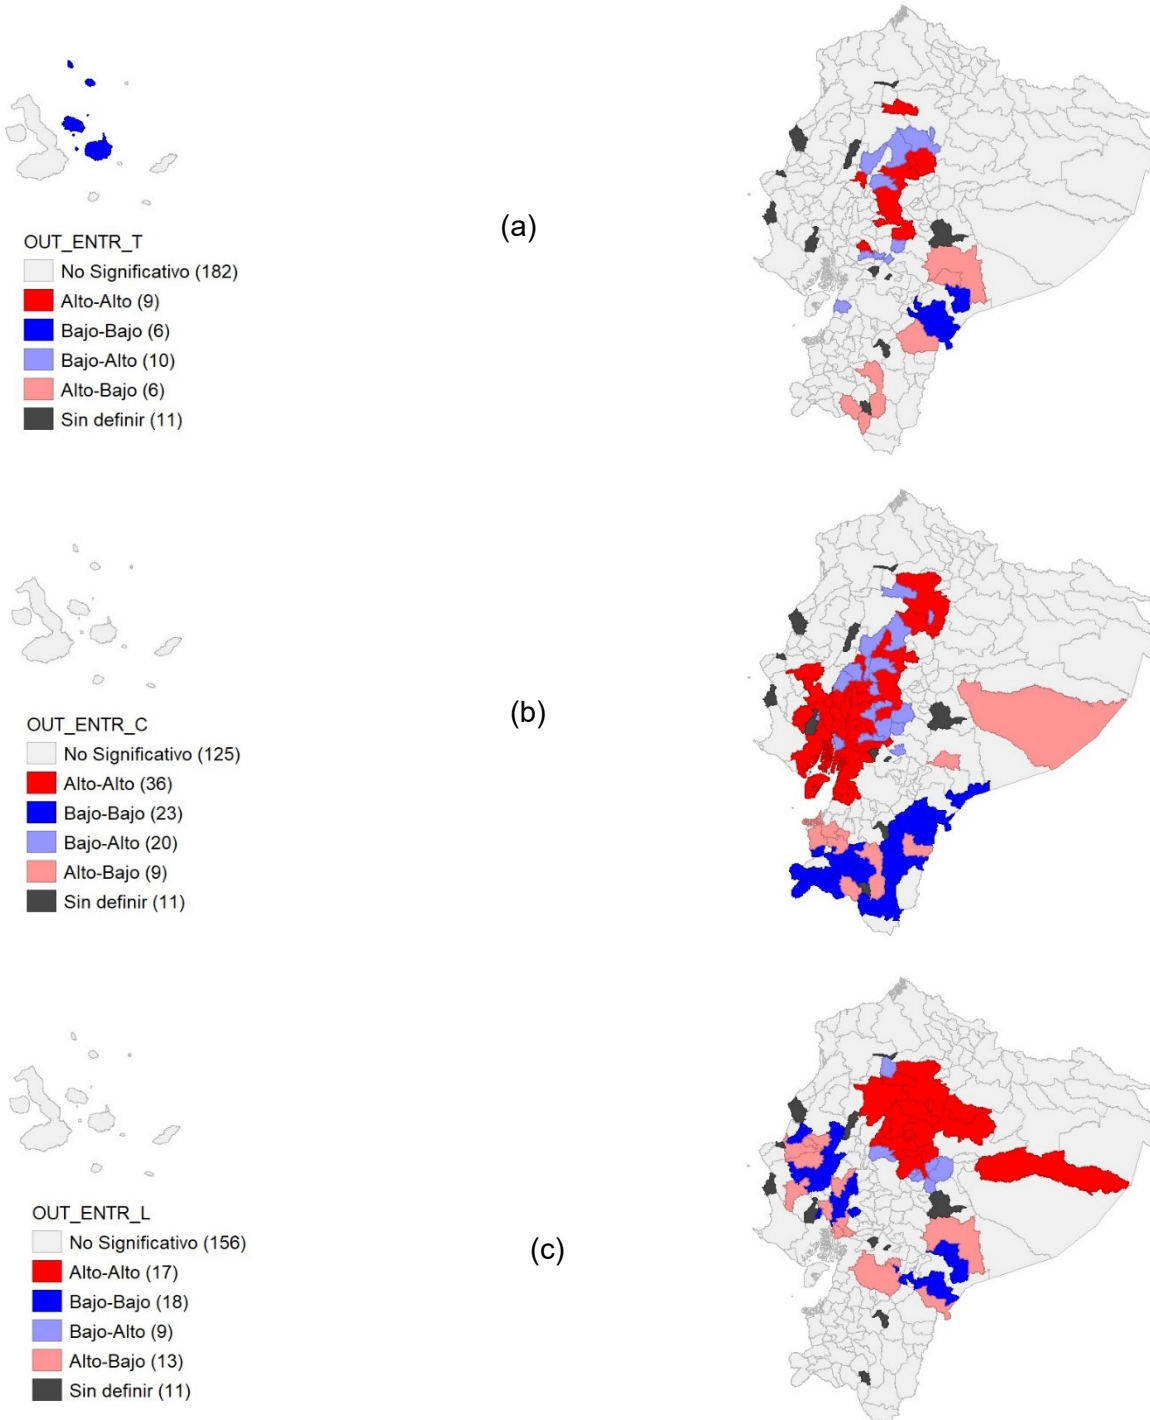 (a)
OUT_ENTR_T
No Significativo (182)
Alto-Alto (9)
Bajo-Bajo (6)
Bajo-Alto (10)
Alto-Bajo (6)
Sin definir (11)
(b)
OUT_ENTR_C
No Significativo (125)
Alto-Alto (36)
Bajo-Bajo (23)
Bajo-Alto (20)
Alto-Bajo (9)
Sin definir (11)
(c)
OUT_ENTR_L
No Significativo (156)
Alto-Alto (17)
Bajo-Bajo (18)
Bajo-Alto (9)
Alto-Bajo (13)
Sin definir (11)